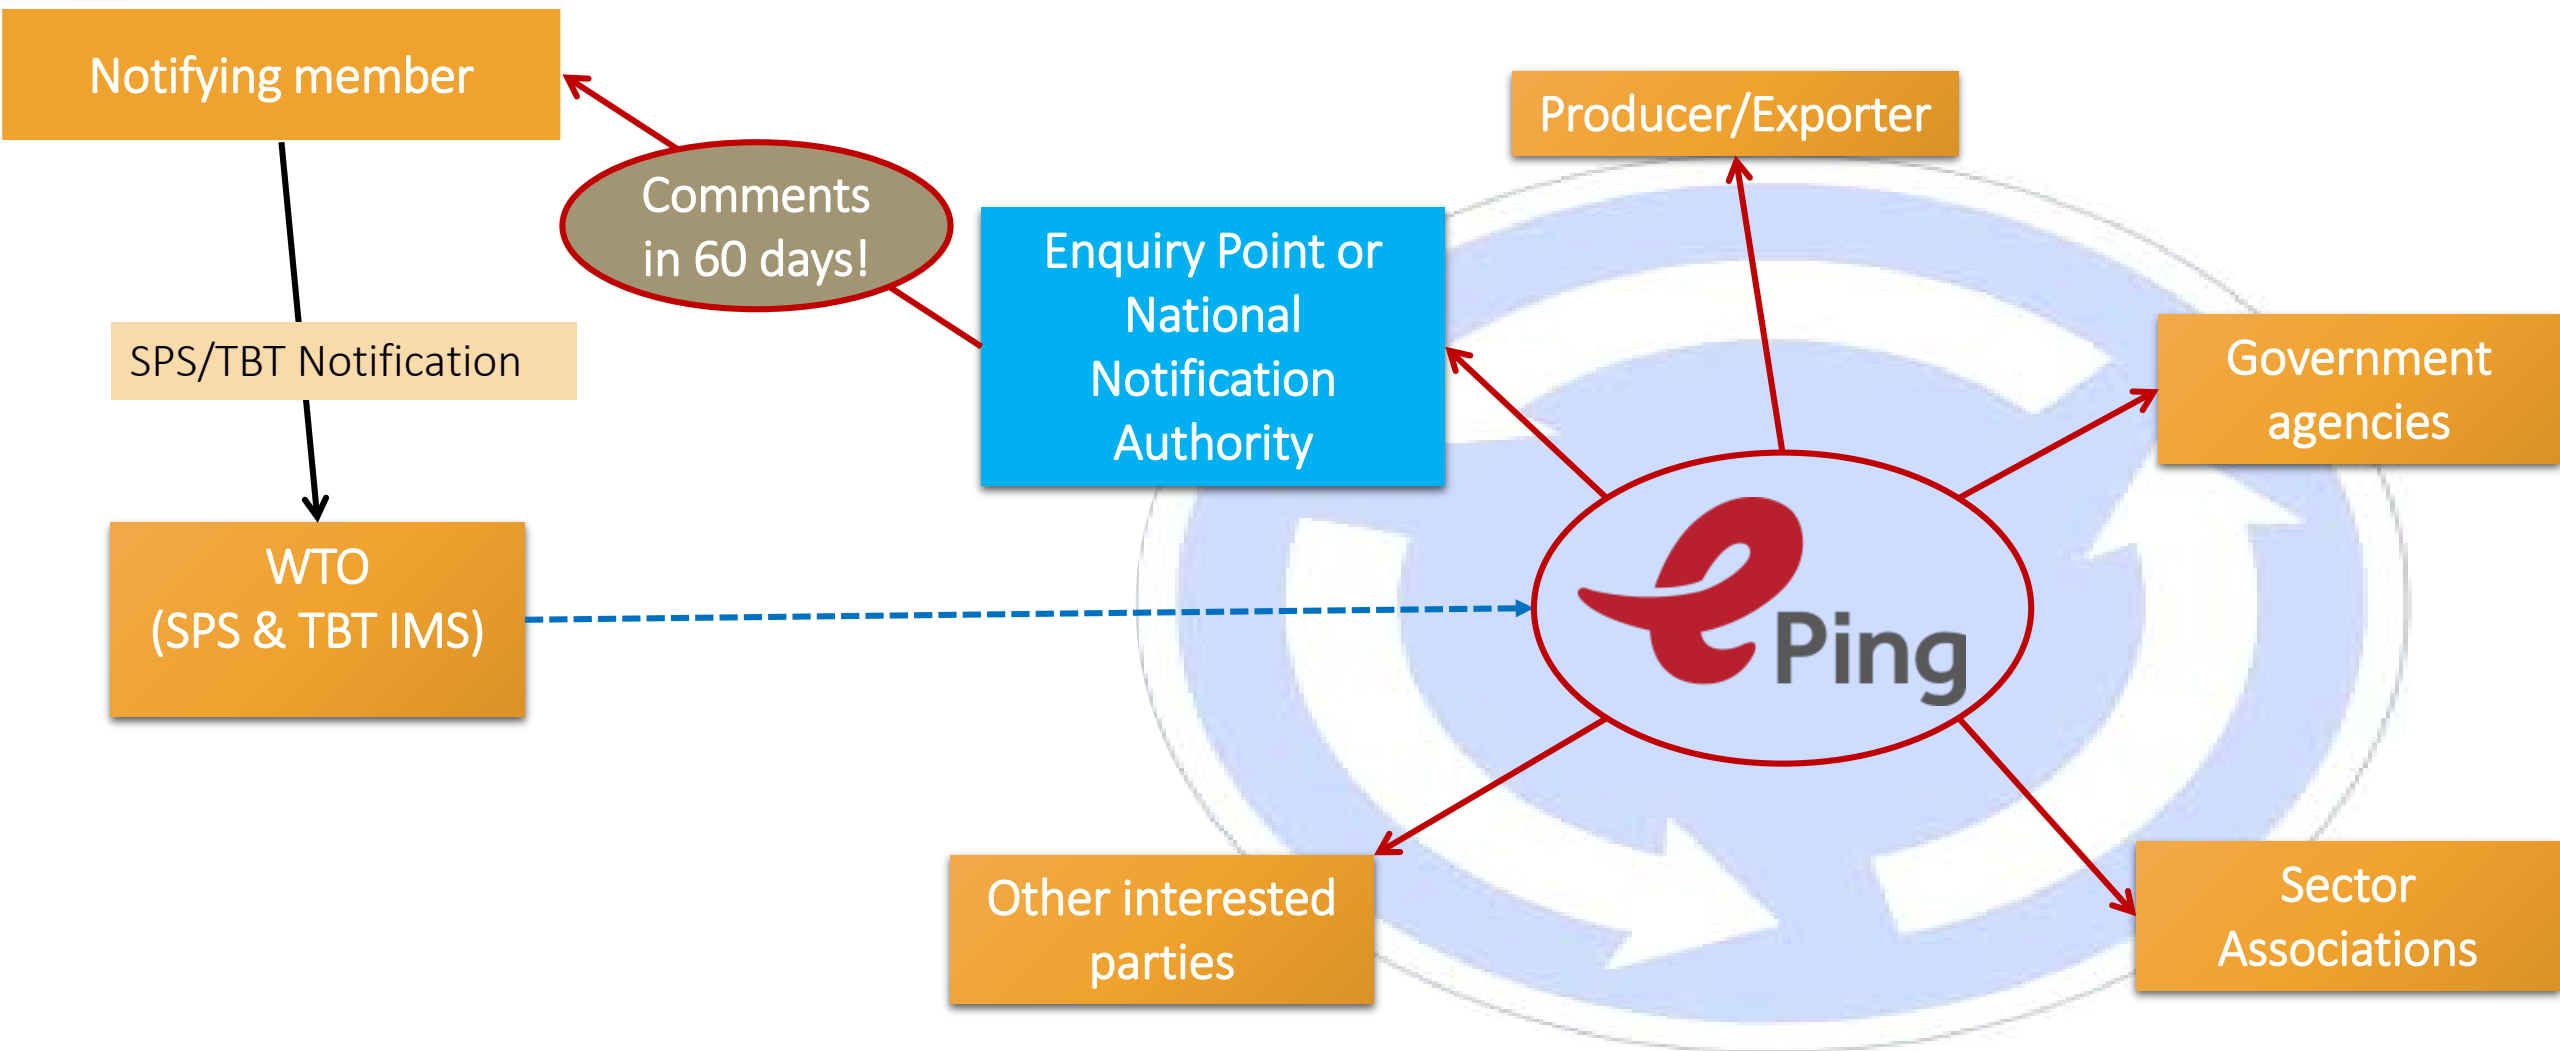 Notifying member
Comments
in 60 days!
SPS/TBT Notification
WTO
(SPS & TBT IMS)
Enquiry Point or
National
Notification
Authority
Producer/Exporter
Government
agencies
ePing
Other interested
parties
Sector
Associations